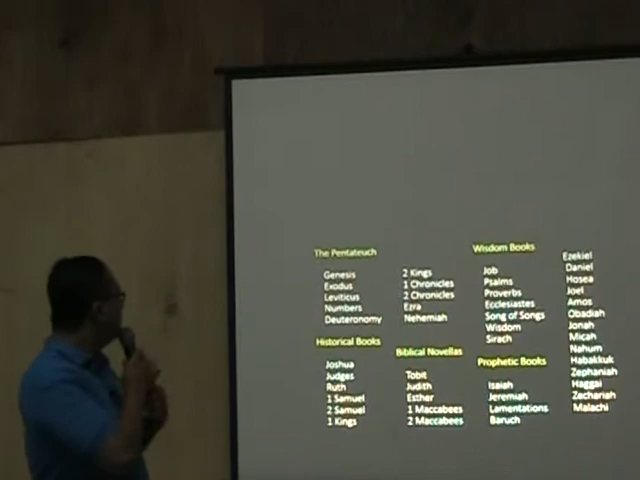 The Pentateuch
Genesis
Exodus
Leviticus
Numbers
Deuteronomy
Historical Books
Joshua
Judges
Ruth
1 Samuel
2 Samuel
1 Kings
2 Kings
1 Chronicles
2 Chronicles
Ezra
Nehemiah
Biblical Novellas
Tobit
Judith
Esther
1 Maccabees
2 Maccabees
Wisdom Books
Job
Psalms
Proverbs
Ecclesiastes
Song of Songs
Wisdom
Sirach
Prophetic Books
Isaiah
Jeremiah
Lamentations
Baruch
Ezekiel
Daniel
Hosea
Joel
Amos
Obadiah
Jonah
Micah
Nahum
Habakkuk
Zephaniah
Haggai
Zechariah
Malachi